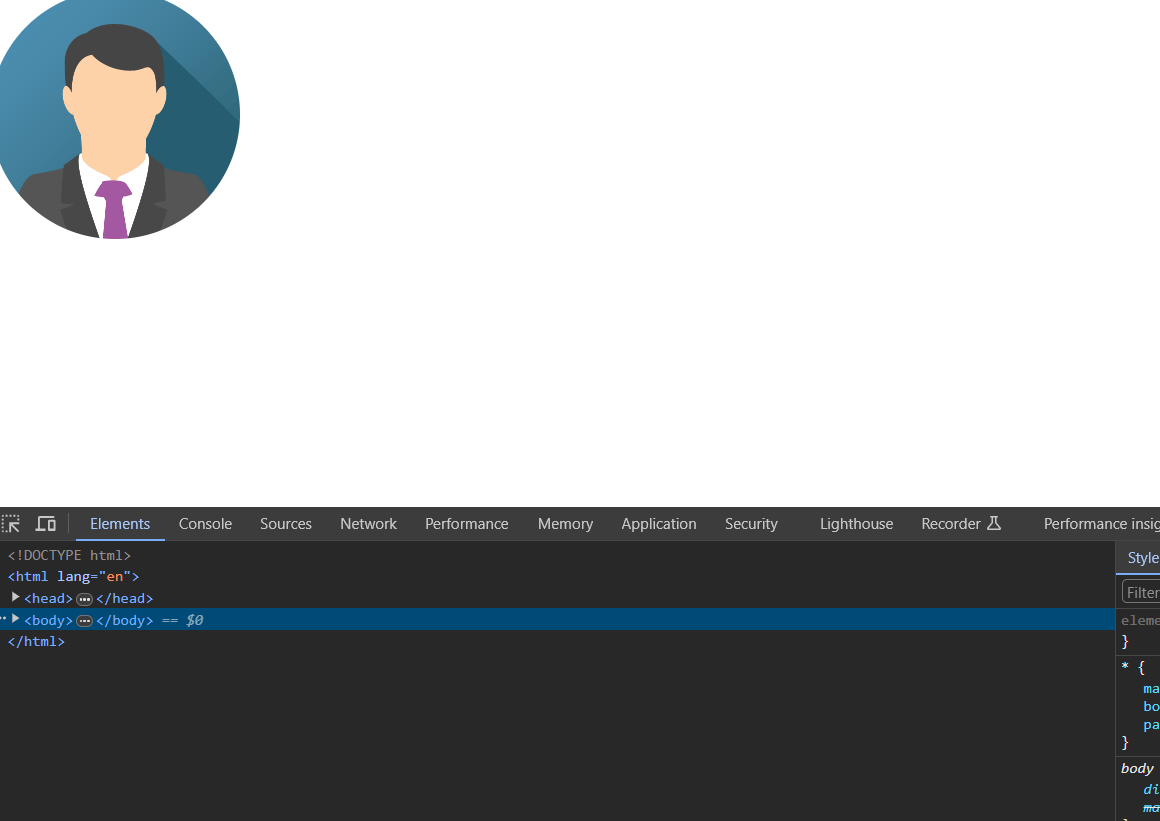 Elements Console Sources Network Performance Memory Application Security Lighthouse Recorder Performance
<!DOCTYPE html>
<html lang="en">
<head> ••• </head>
<body> ••• </body> == $0
</html>
Style
Filter
eleme
}
* {
ma
bo
pa
}
body
di
ma